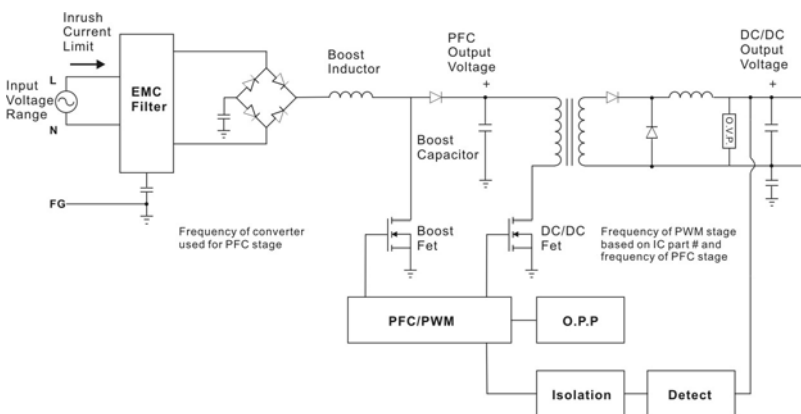 Inrush
Current
Limit
L
Input
Voltage
Range
N
EMC
Filter
FG
Boost
Inductor
PFC
Output
Voltage
+
DC/DC
Output
Voltage
+
O.V.P.
Boost
Capacitor
Frequency of converter
used for PFC stage
Boost
Fet
DC/DC
Fet
Frequency of PWM stage
based on IC part # and
frequency of PFC stage
PFC/PWM
O.P.P
Isolation
Detect